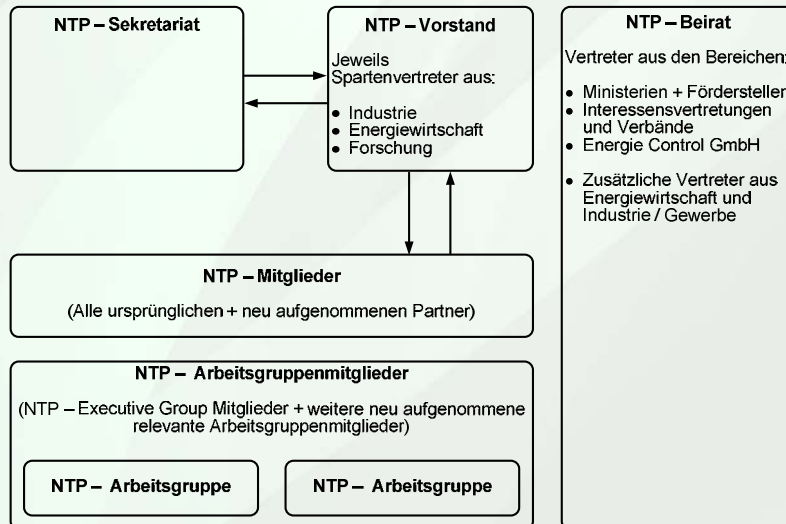 NTP – Sekretariat
NTP – Vorstand
Jeweils
Spartenvertreter aus:
• Industrie
• Energiewirtschaft
• Forschung
NTP – Beirat
Vertreter aus den Bereichen:
• Ministerien + Fördersteller
• Interessensvertretungen
und Verbände
• Energie Control GmbH
• Zusätzliche Vertreter aus
Energiewirtschaft und
Industrie / Gewerbe
NTP – Mitglieder
(Alle ursprünglichen + neu aufgenommenen Partner)
NTP – Arbeitsgruppenmitglieder
(NTP – Executive Group Mitglieder + weitere neu aufgenommene
relevante Arbeitsgruppenmitglieder)
NTP – Arbeitsgruppe
NTP – Arbeitsgruppe